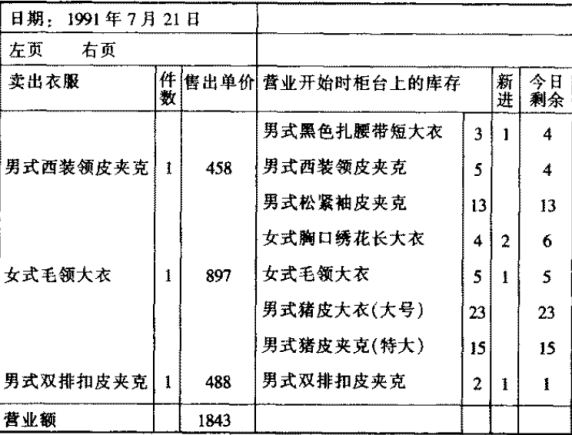 日期：1991年7月21日
左页 右页
卖出衣服 件数 售出单价 营业开始时柜台上的库存 新进 今日剩余
男式黑色扎腰带短大衣 3 1 4
男式西装领皮夹克 1 458 男式西装领皮夹克 5 4
男式松紧袖皮夹克 13 13
女式胸口绣花长大衣 4 2 6
女式毛领大衣 1 897 女式毛领大衣 5 1 5
男式猪皮大衣(大号) 23 23
男式猪皮夹克(特大) 15 15
男式双排扣皮夹克 1 488 男式双排扣皮夹克 2 1 1
营业额 1843